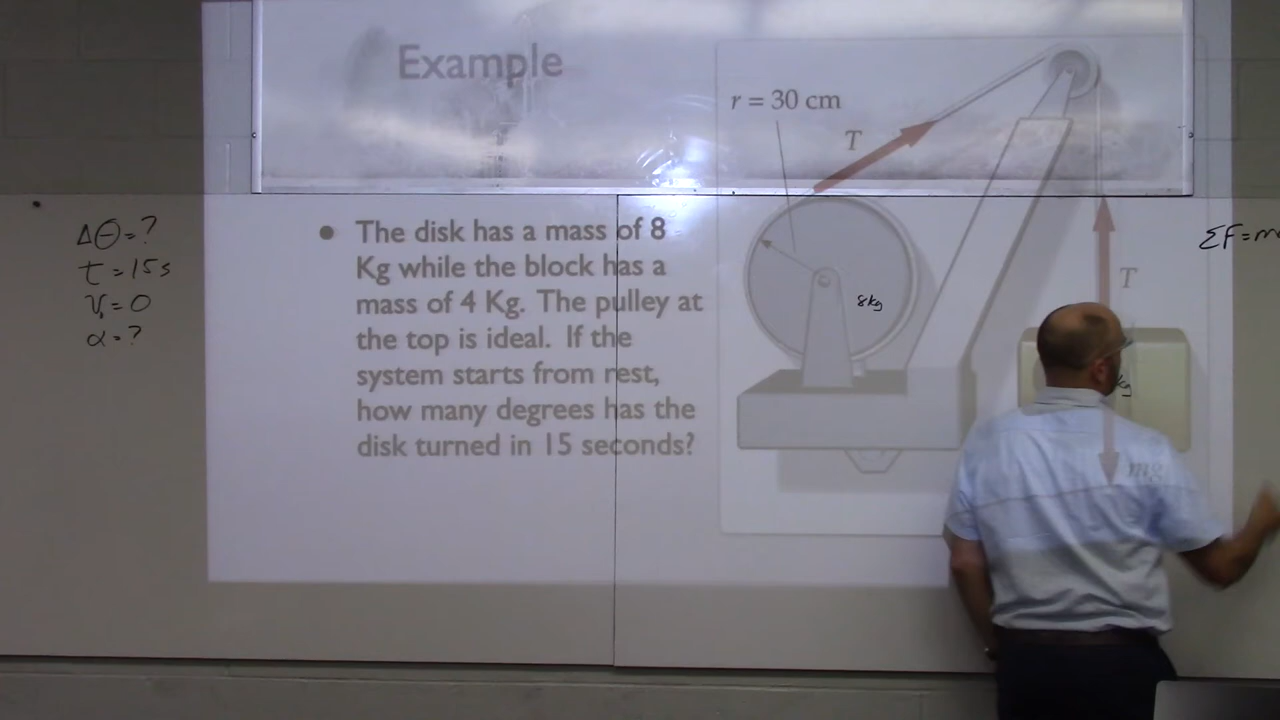 Example
r = 30 cm
T
ΔΘ=?
t=15s
v₀=0
α=?
• The disk has a mass of 8
Kg while the block has a
mass of 4 Kg. The pulley at
the top is ideal. If the
system starts from rest,
how many degrees has the
disk turned in 15 seconds?
8kg
T
kg
mg
ΣF=m